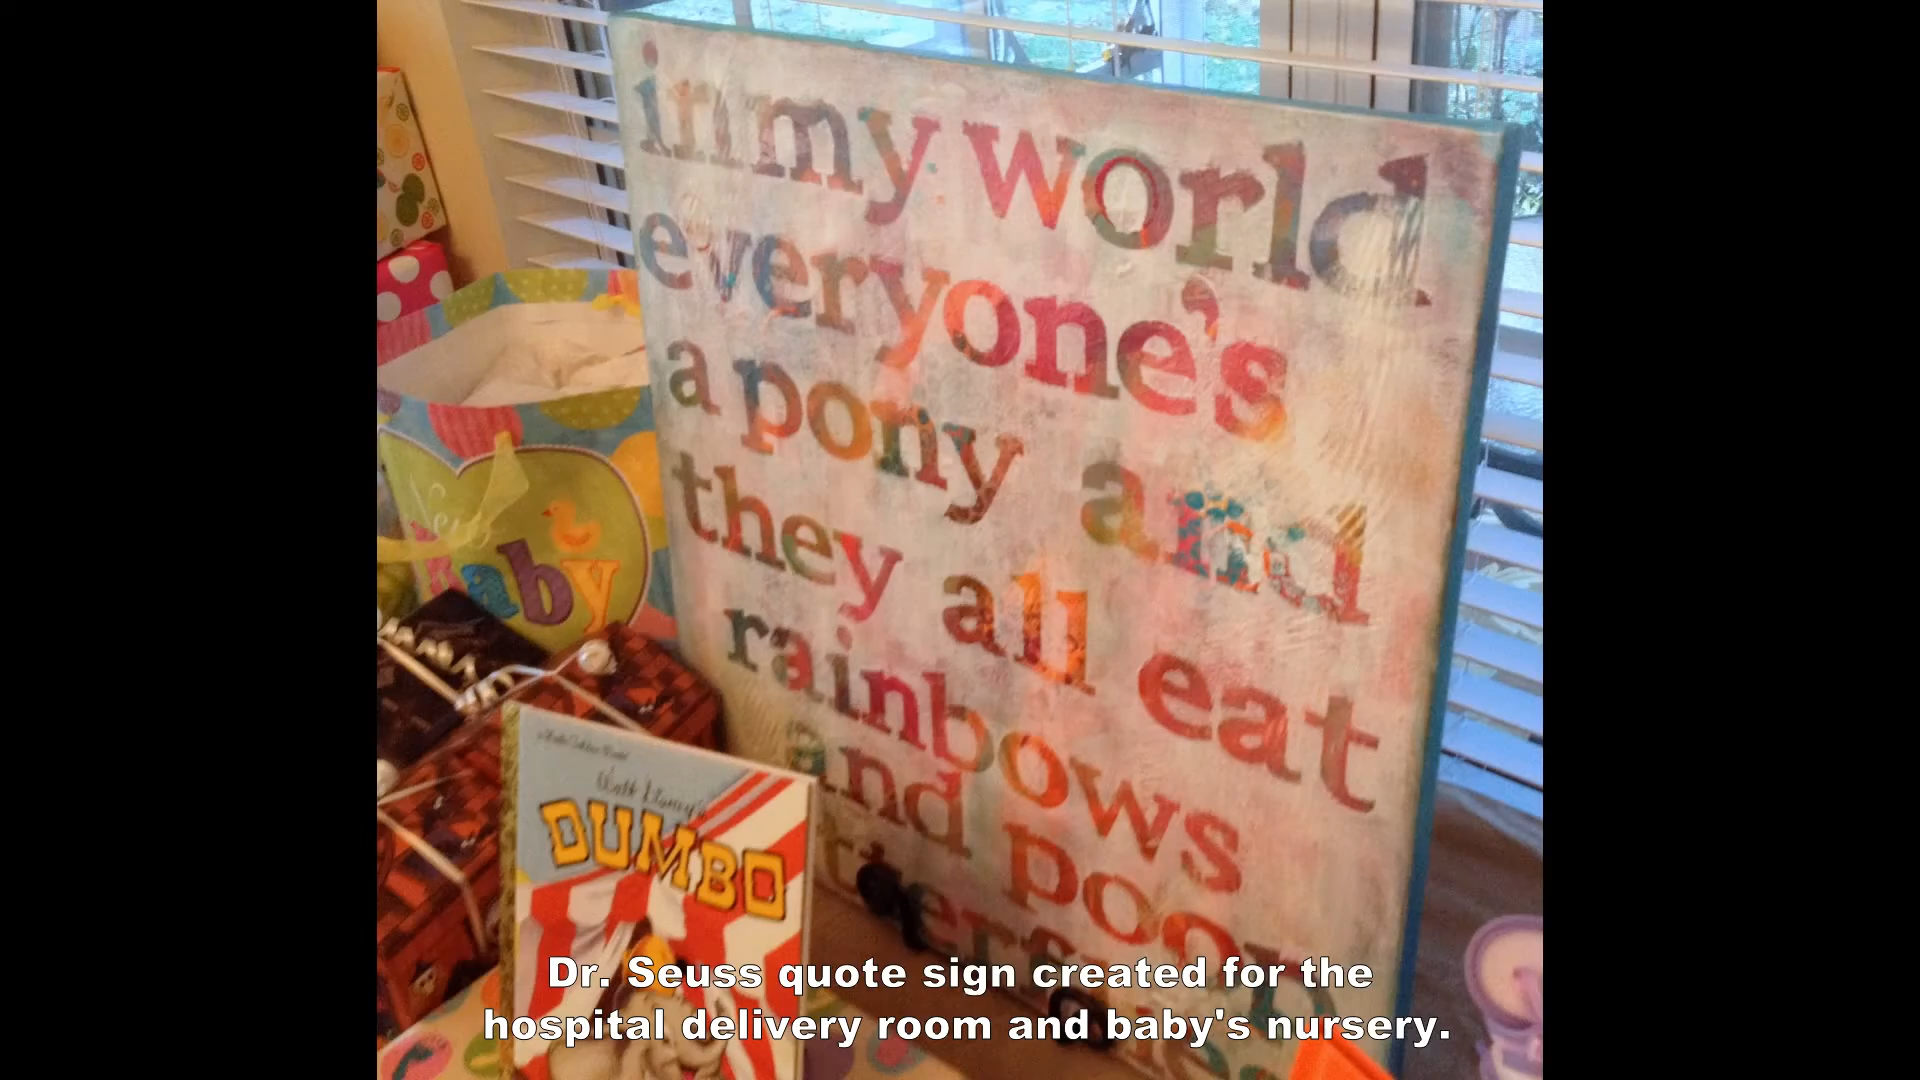 in my world
everyone's
a pony and
they all eat
rainbows
and poop
New
Baby
Walt Disney's
DUMBO
Dr. Seuss quote sign created for the
hospital delivery room and baby's nursery.